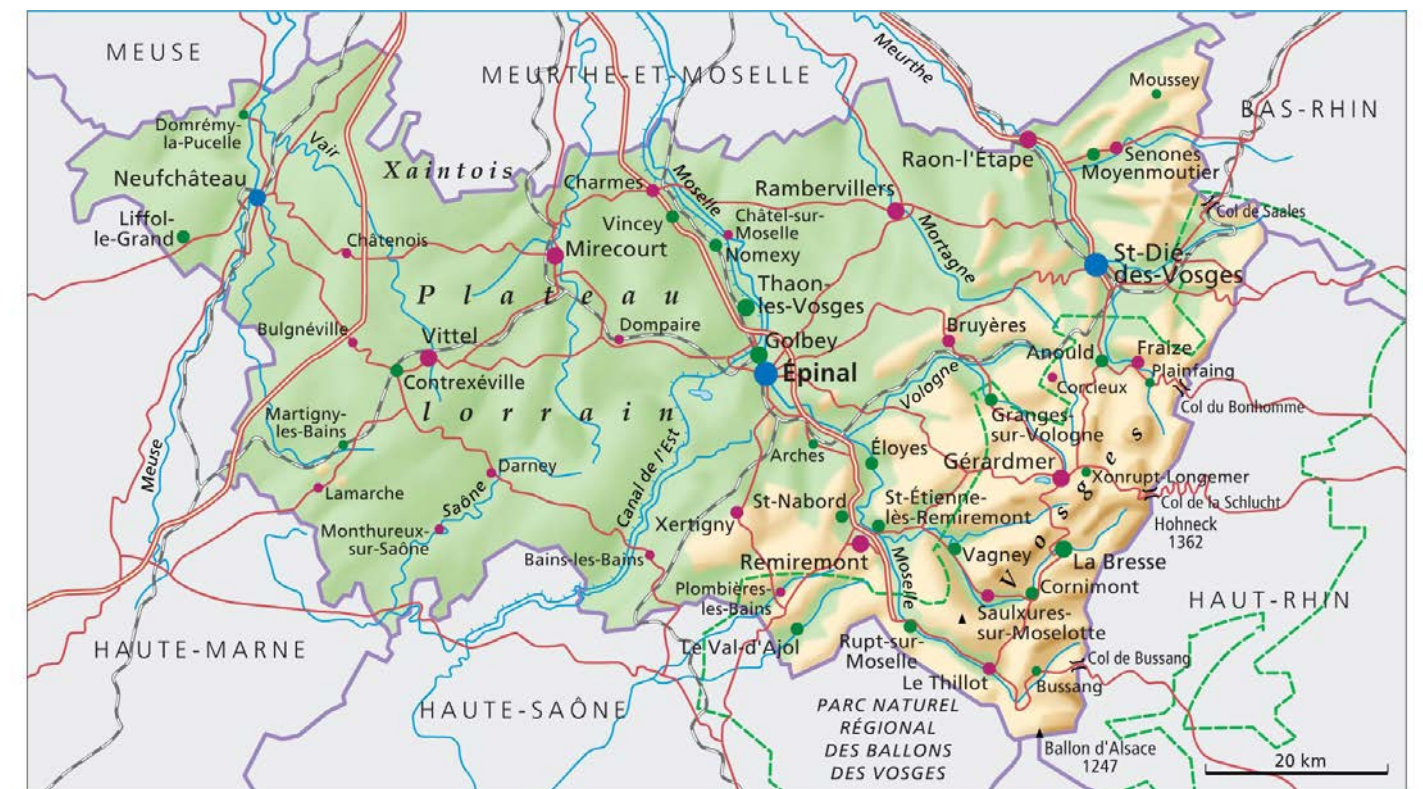 MEUSE
MEURTHE-ET-MOSELLE
Meurthe
Moussey
BAS-RHIN
Domrémy-
la-Pucelle
Vair
Xaintois
Raon-l'Étape
Senones
Moyenmoutier
Neufchâteau
Charmes
Moselle
Rambervillers
Liffol-
le-Grand
Vincey
Châtel-sur-
Moselle
Col de Saales
Châtenois
Mirecourt
Nomexy
Mortagne
St-Dié-
des-Vosges
Plateau
Thaon-
les-Vosges
Bulgnéville
Vittel
Dompaire
Golbey
Bruyères
Anould
Fraize
Plainfaing
Contrexéville
Épinal
Vologne
Corcieux
Col du Bonhomme
Martigny-
les-Bains
lorrain
Granges-
sur-Vologne
Meuse
Canal de l'Est
Arches
Éloyes
Gérardmer
Vosges
Xonrupt-Longemer
Darney
Lamarche
Saône
St-Nabord
St-Étienne-
lès-Remiremont
Col de la Schlucht
Hohneck
1362
Monthureux-
sur-Saône
Xertigny
Bains-les-Bains
Remiremont
Vagney
La Bresse
Plombières-
les-Bains
Moselle
Cornimont
HAUT-RHIN
Saulxures-
sur-Moselotte
HAUTE-MARNE
Le Val-d'Ajol
Rupt-sur-
Moselle
Le Thillot
Col de Bussang
Bussang
HAUTE-SAÔNE
PARC NATUREL
RÉGIONAL
DES BALLONS
DES VOSGES
Ballon d'Alsace
1247
20 km